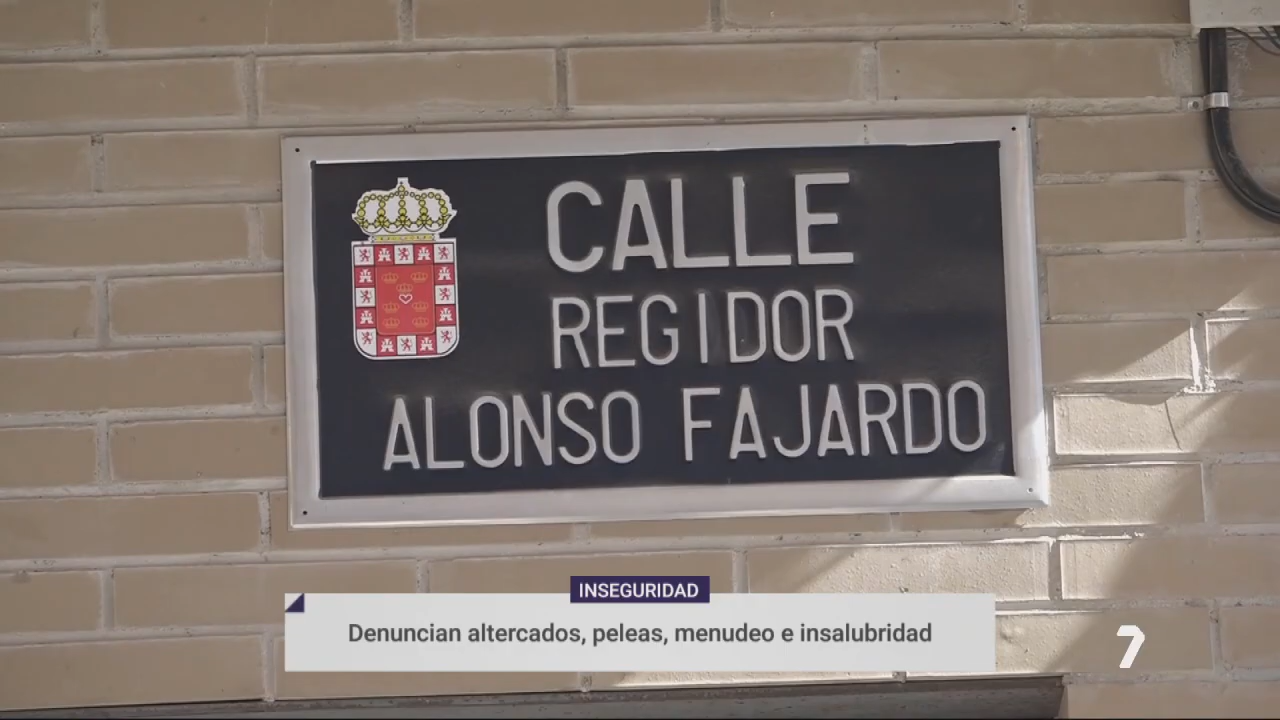 CALLE
REGIDOR
ALONSO FAJARDO
INSEGURIDAD
Denuncian altercados, peleas, menudeo e insalubridad
7